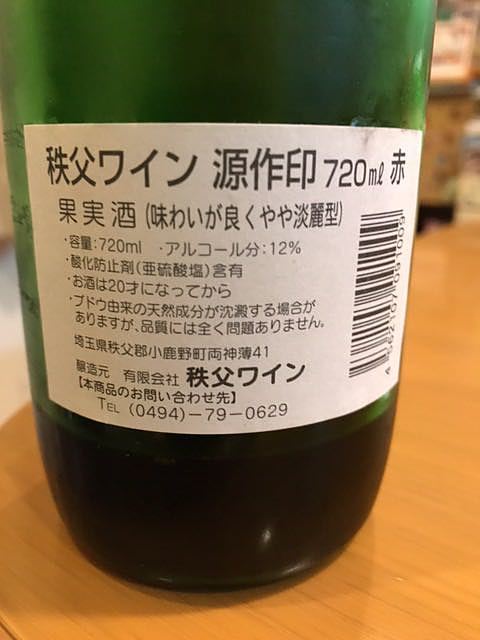 秩父ワイン 源作印 720㎖ 赤
果実酒（味わいが良くやや淡麗型）
・容量：720ml ・アルコール分：12%
・酸化防止剤（亜硫酸塩）含有
・お酒は20才になってから
・ブドウ由来の天然成分が沈澱する場合が
ありますが、品質には全く問題ありません。
埼玉県秩父郡小鹿野町両神薄41
醸造元 有限会社 秩父ワイン
【本商品のお問い合わせ先】
TEL（0494）-79-0629